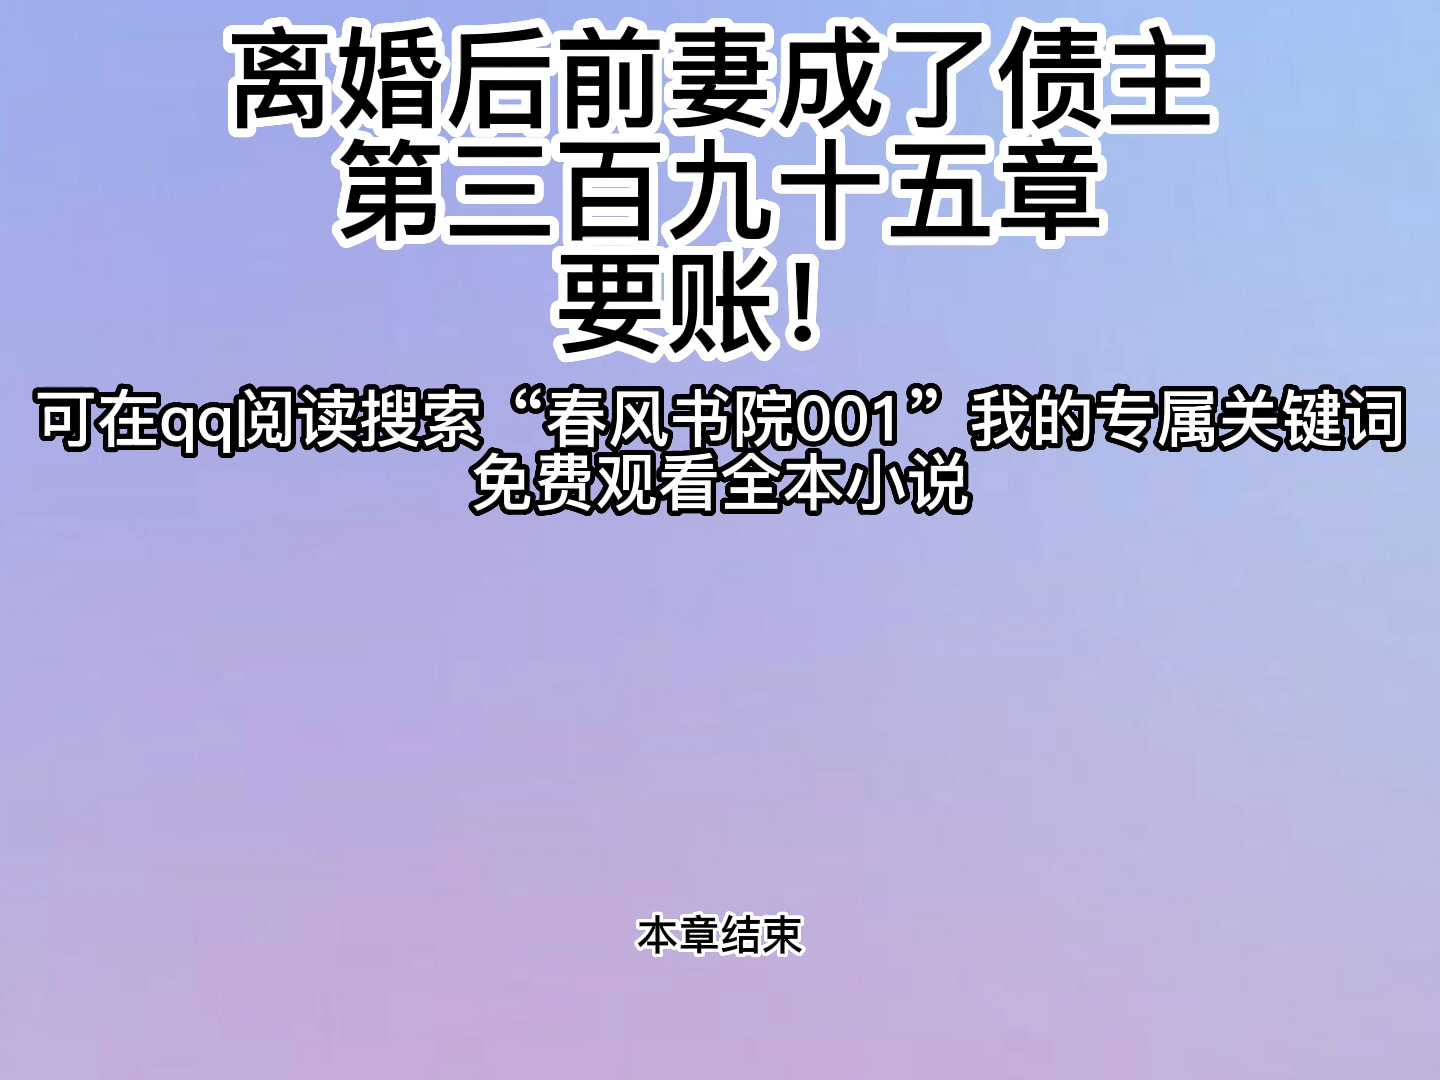 离婚后前妻成了债主
第三百九十五章
要账！
可在qq阅读搜索“春风书院001”我的专属关键词
免费观看全本小说
本章结束